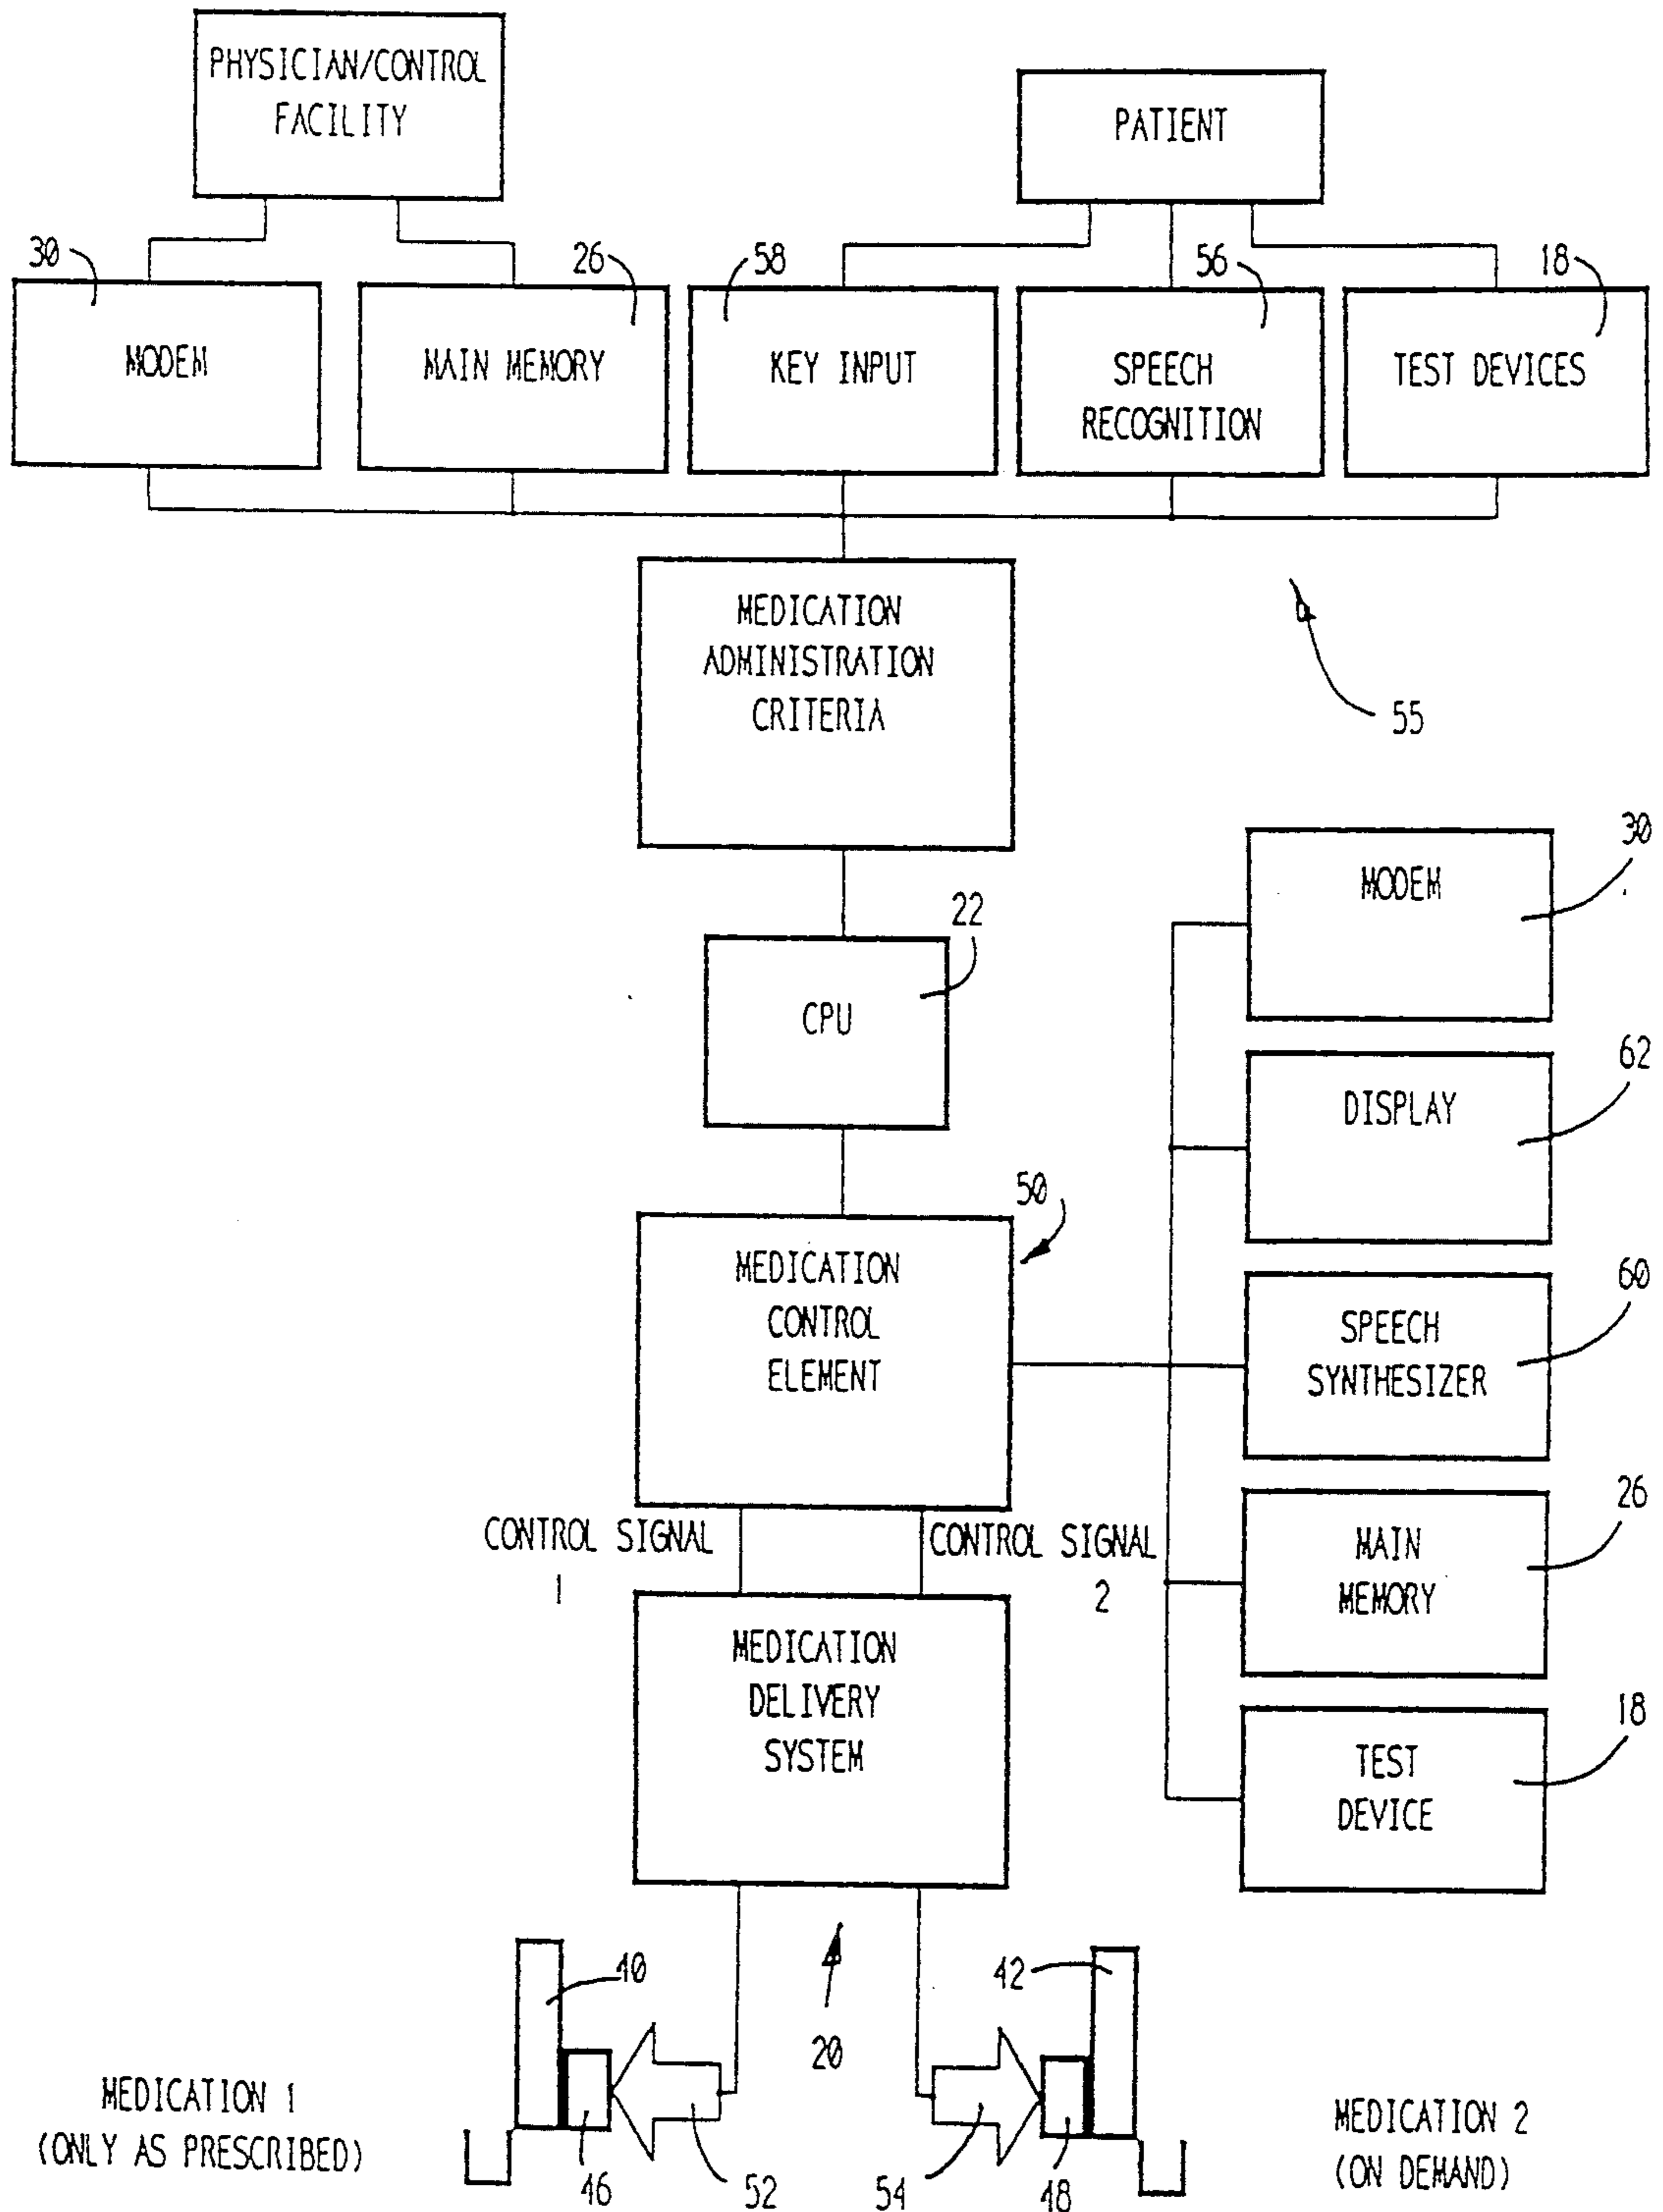 PHYSICIAN/CONTROL
FACILITY
PATIENT
30
26
58
56
18
MODEM
MAIN MEMORY
KEY INPUT
SPEECH
RECOGNITION
TEST DEVICES
MEDICATION
ADMINISTRATION
CRITERIA
55
22
CPU
30
MODEM
62
DISPLAY
50
MEDICATION
CONTROL
ELEMENT
60
SPEECH
SYNTHESIZER
CONTROL SIGNAL
1
CONTROL SIGNAL
2
26
MAIN
MEMORY
MEDICATION
DELIVERY
SYSTEM
18
TEST
DEVICE
40
42
20
MEDICATION 1
(ONLY AS PRESCRIBED)
46
52
54
48
MEDICATION 2
(ON DEMAND)